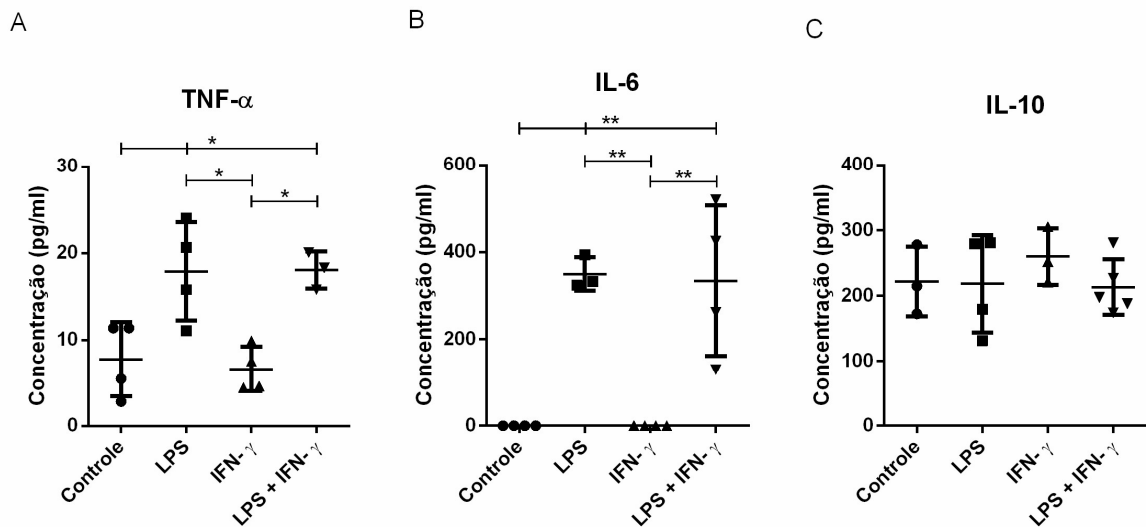 A
B
C
TNF-α
IL-6
IL-10
*
*
*
**
**
**
Concentração (pg/ml)
30
20
10
0
Controle
LPS
IFN- γ
LPS + IFN- γ
Concentração (pg/ml)
600
400
200
0
Controle
LPS
IFN- γ
LPS + IFN- γ
Concentração (pg/ml)
400
300
200
100
0
Controle
LPS
IFN- γ
LPS + IFN- γ